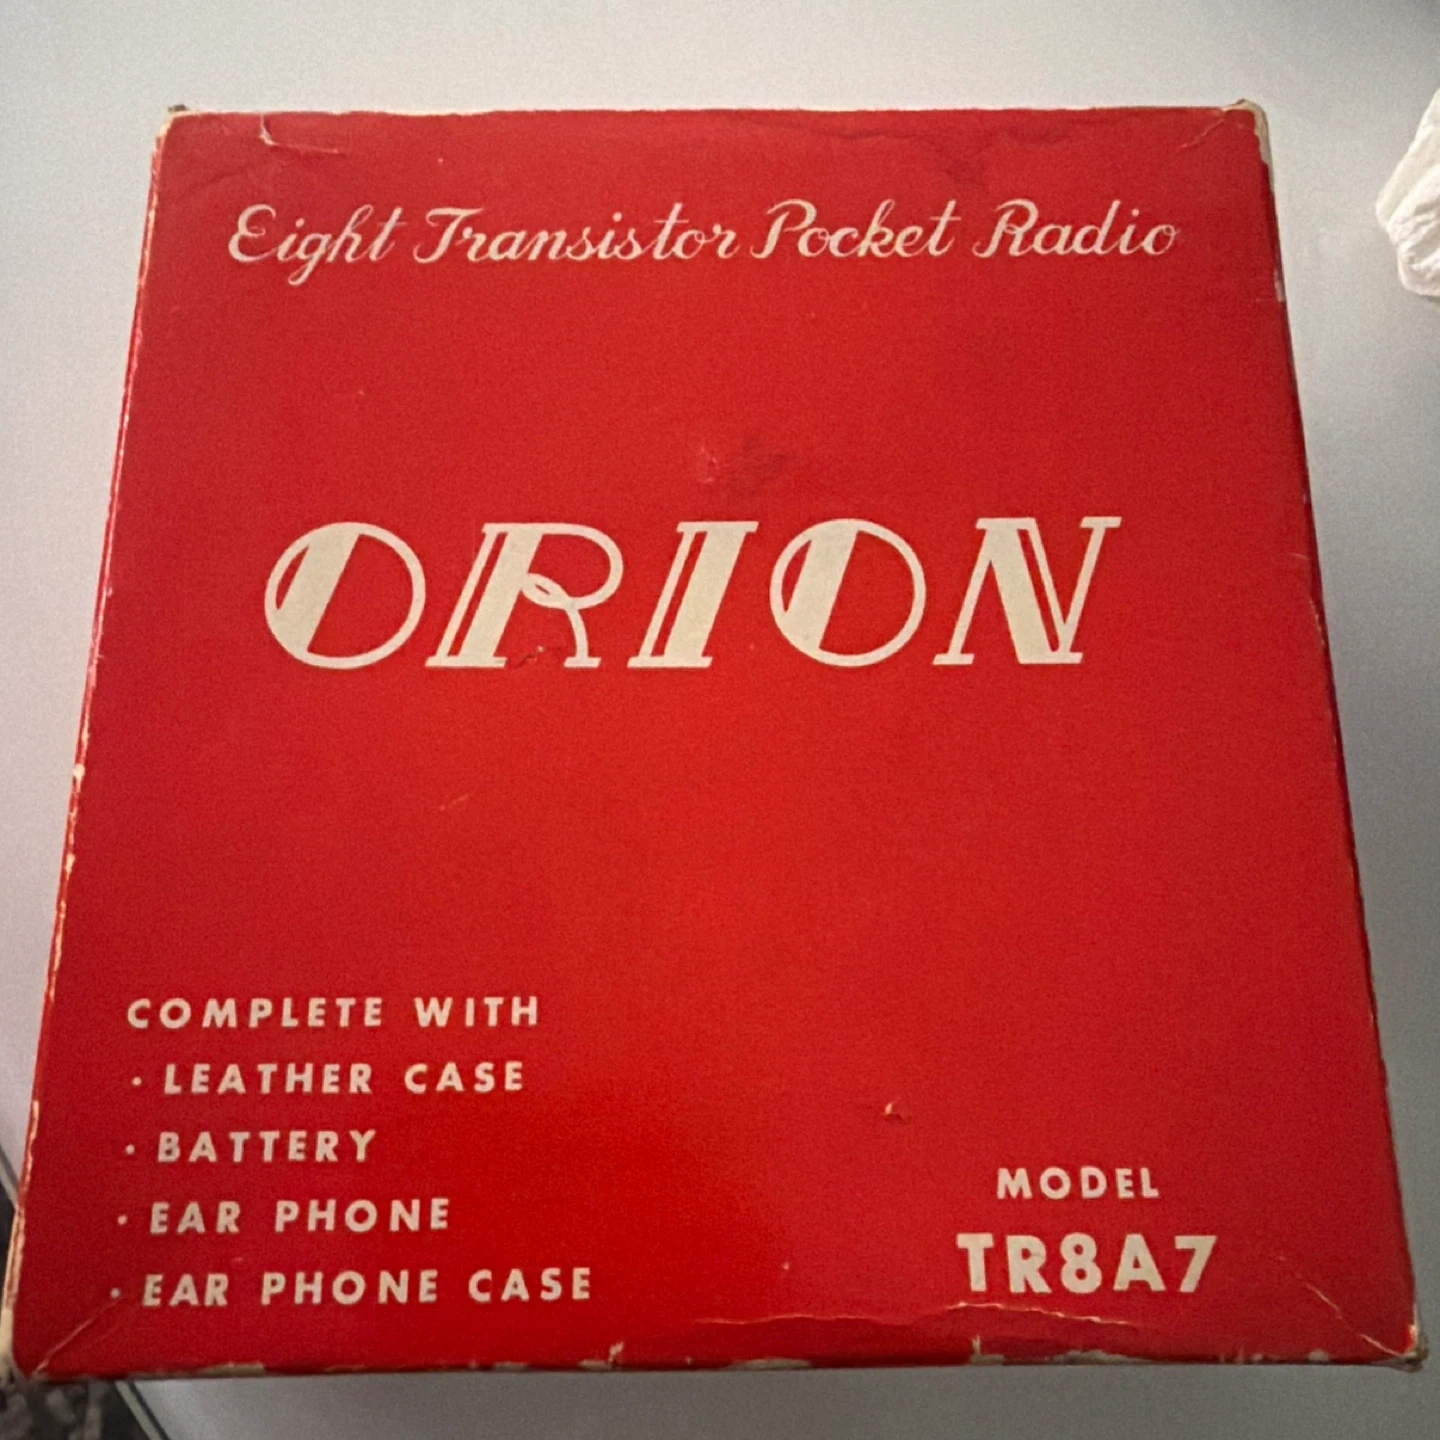 Eight Transistor Pocket Radio
ORION
COMPLETE WITH
· LEATHER CASE
· BATTERY
· EAR PHONE
· EAR PHONE CASE
MODEL
TR8A7